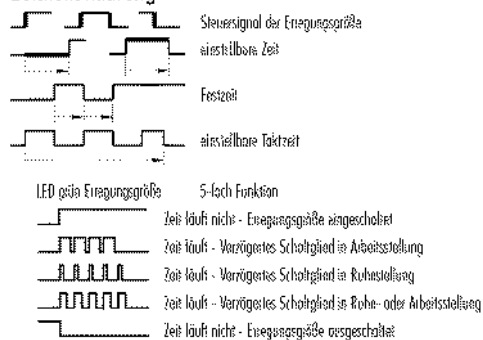 Steuersignal der Erregungsgröße
einstellbare Zeit
Festzeit
einstellbare Taktzeit
LED grün Erregungsgröße 5-fach Funktion
Zeit läuft nicht - Erregungsgröße eingeschaltet
Zeit läuft - Verzögertes Schaltglied in Arbeitsstellung
Zeit läuft - Verzögertes Schaltglied in Ruhestellung
Zeit läuft - Verzögertes Schaltglied in Ruhe- oder Arbeitsstellung
Zeit läuft nicht - Erregungsgröße ausgeschaltet